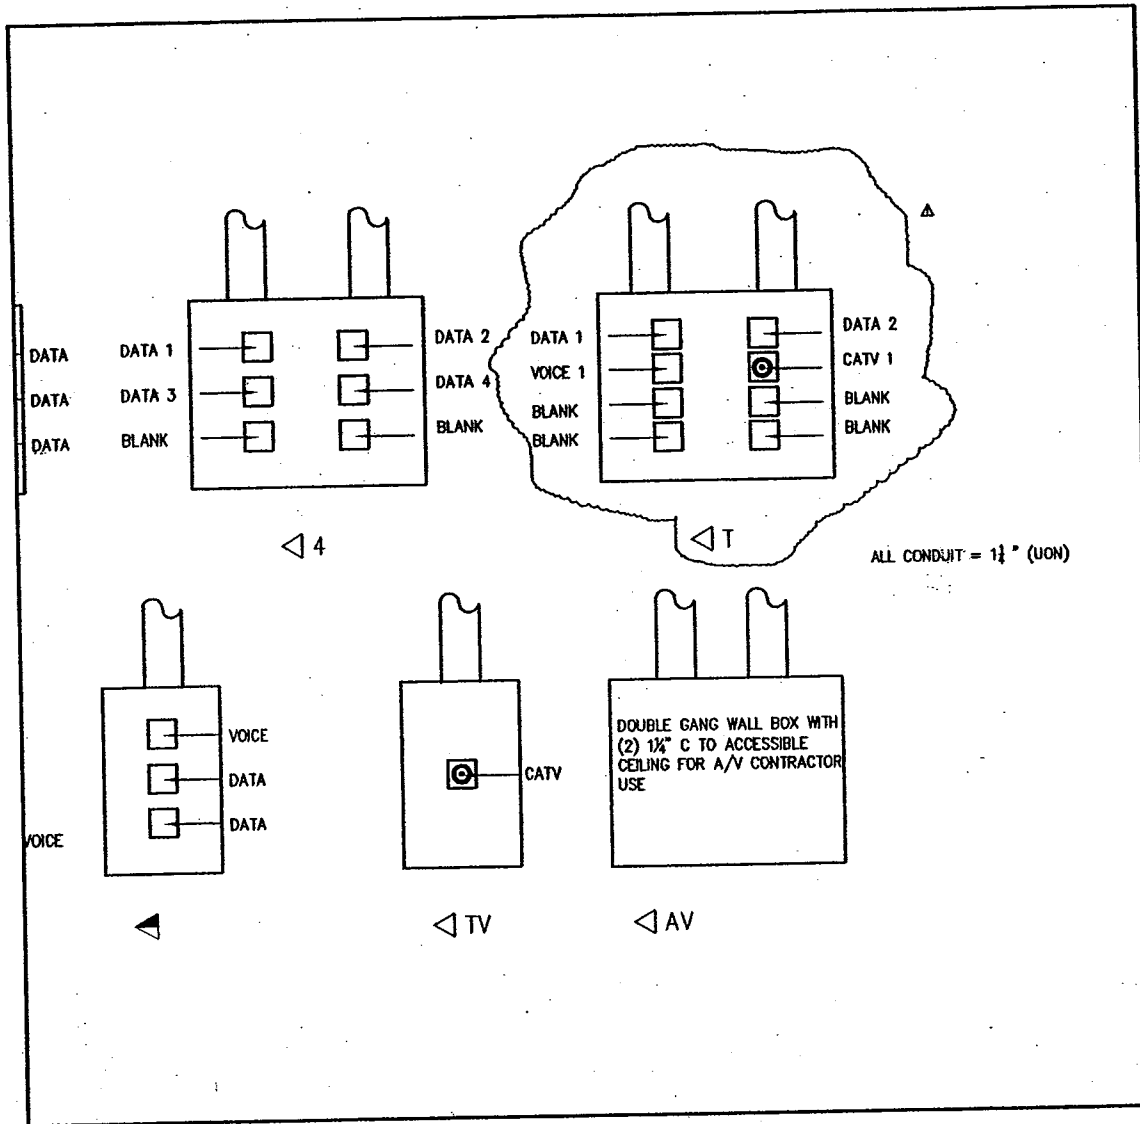 DATA
DATA
DATA
DATA 1
DATA 3
BLANK
DATA 2
DATA 4
BLANK
4
DATA 1
VOICE 1
BLANK
BLANK
DATA 2
CATV 1
BLANK
BLANK
T
ALL CONDUIT = 1¼" (UON)
VOICE
VOICE
DATA
DATA
CATV
TV
DOUBLE GANG WALL BOX WITH
(2) 1¼" C TO ACCESSIBLE
CEILING FOR A/V CONTRACTOR
USE
AV